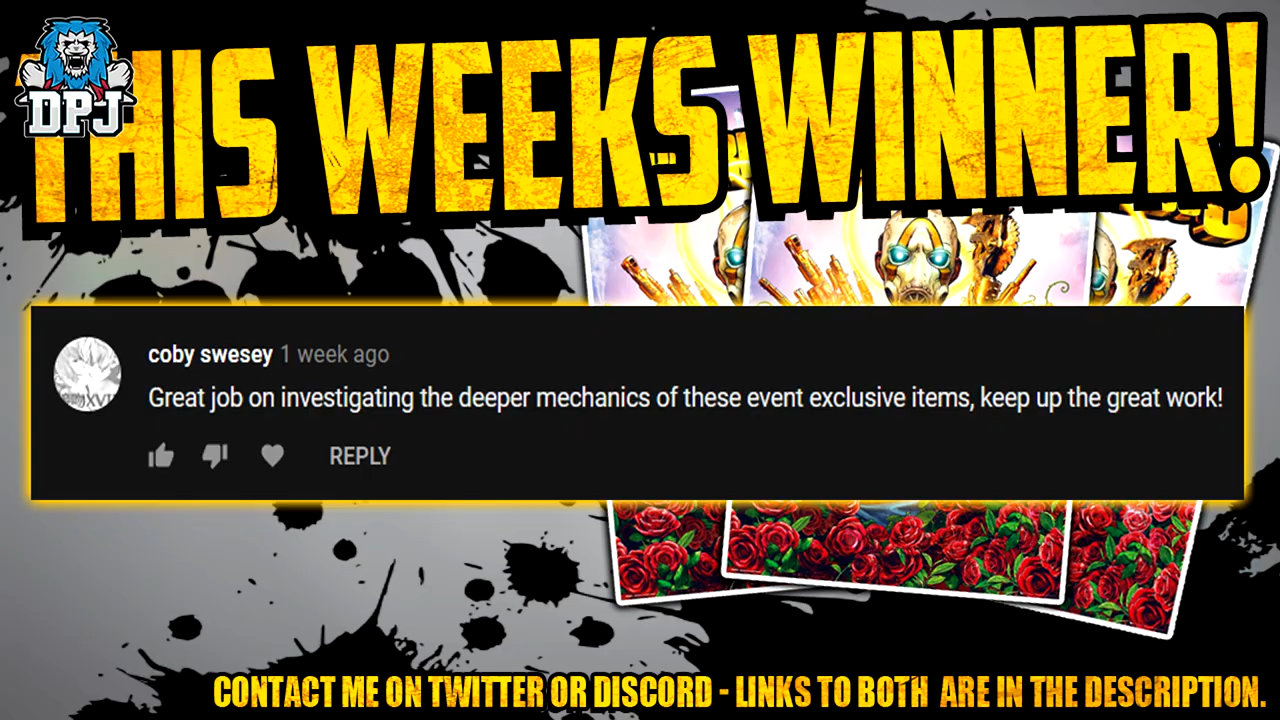 THIS WEEKS WINNER!
DPJ
coby swesey 1 week ago
Great job on investigating the deeper mechanics of these event exclusive items, keep up the great work!
REPLY
CONTACT ME ON TWITTER OR DISCORD - LINKS TO BOTH ARE IN THE DESCRIPTION.